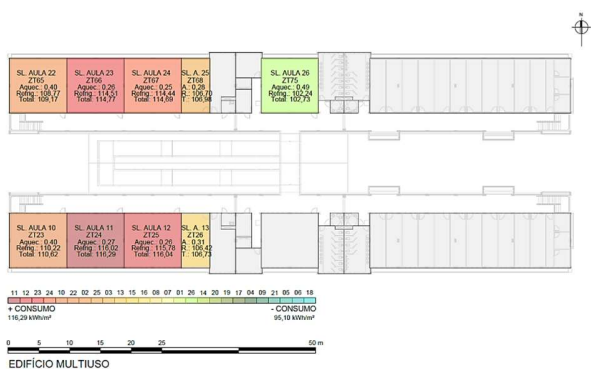 N
SL. AULA 22
ZT65
Aquec.: 0,40
Refrig.: 108,77
Total: 109,17
SL. AULA 23
ZT66
Aquec.: 0,26
Refrig.: 114,51
Total: 114,77
SL. AULA 24
ZT67
Aquec.: 0,25
Refrig.: 114,44
Total: 114,69
SL. A. 25
ZT68
A.: 0,28
R.: 106,70
T.: 106,98
SL. AULA 26
ZT75
Aquec.: 0,49
Refrig.: 102,24
Total: 102,73
SL. AULA 10
ZT23
Aquec.: 0,40
Refrig.: 110,22
Total: 110,62
SL. AULA 11
ZT24
Aquec.: 0,27
Refrig.: 116,02
Total: 116,29
SL. AULA 12
ZT25
Aquec.: 0,26
Refrig.: 115,78
Total: 116,04
SL. A. 13
ZT26
A.: 0,31
R.: 106,42
T.: 106,73
11 12 23 24 10 22 02 25 03 13 15 16 08 07 01 26 14 20 19 17 04 09 21 05 06 18
+ CONSUMO - CONSUMO
116,29 kWh/m² 95,10 kWh/m²
0 5 10 15 20 25 50 m
EDIFÍCIO MULTIUSO